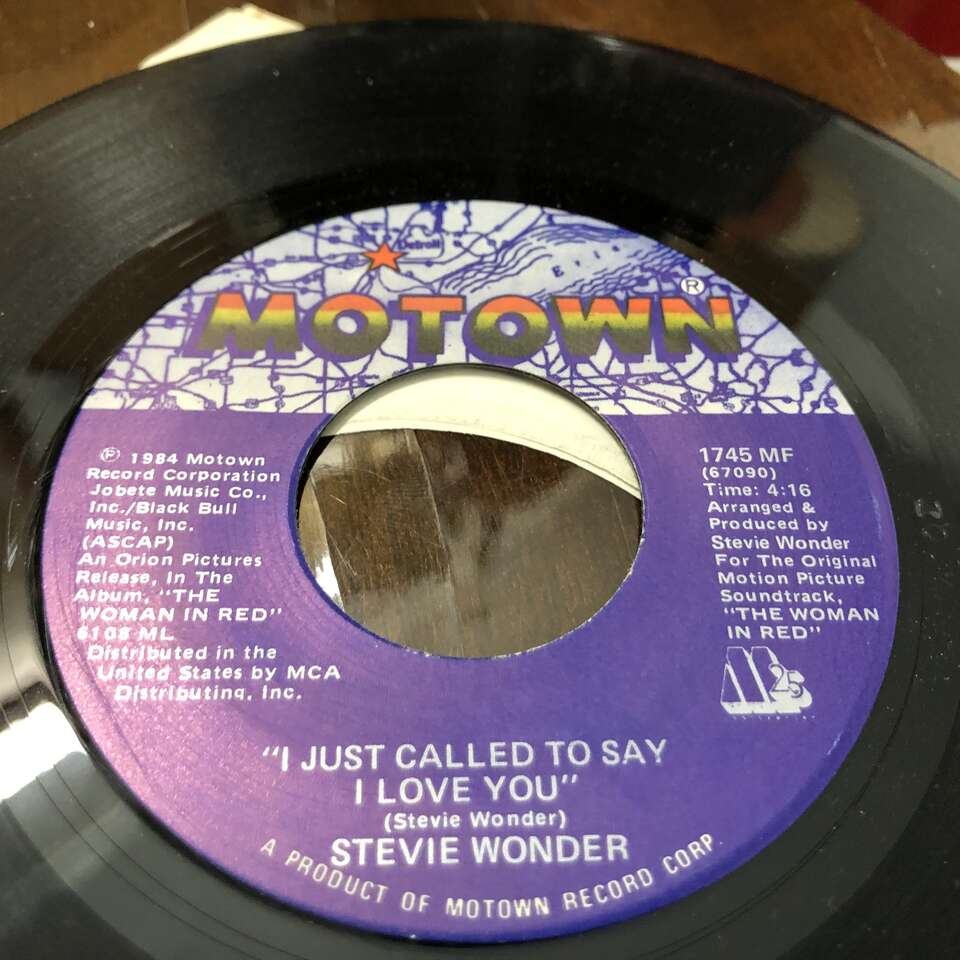 Detroit
Erie
MOTOWN®
℗ 1984 Motown
Record Corporation
Jobete Music Co.,
Inc./Black Bull
Music, Inc.
(ASCAP)
An Orion Pictures
Release, In The
Album, "THE
WOMAN IN RED"
6108 ML
Distributed in the
United States by MCA
Distributing, Inc.
1745 MF
(67090)
Time: 4:16
Arranged &
Produced by
Stevie Wonder
For The Original
Motion Picture
Soundtrack,
"THE WOMAN
IN RED"
M 25
"I JUST CALLED TO SAY
I LOVE YOU"
(Stevie Wonder)
STEVIE WONDER
A PRODUCT OF MOTOWN RECORD CORP.